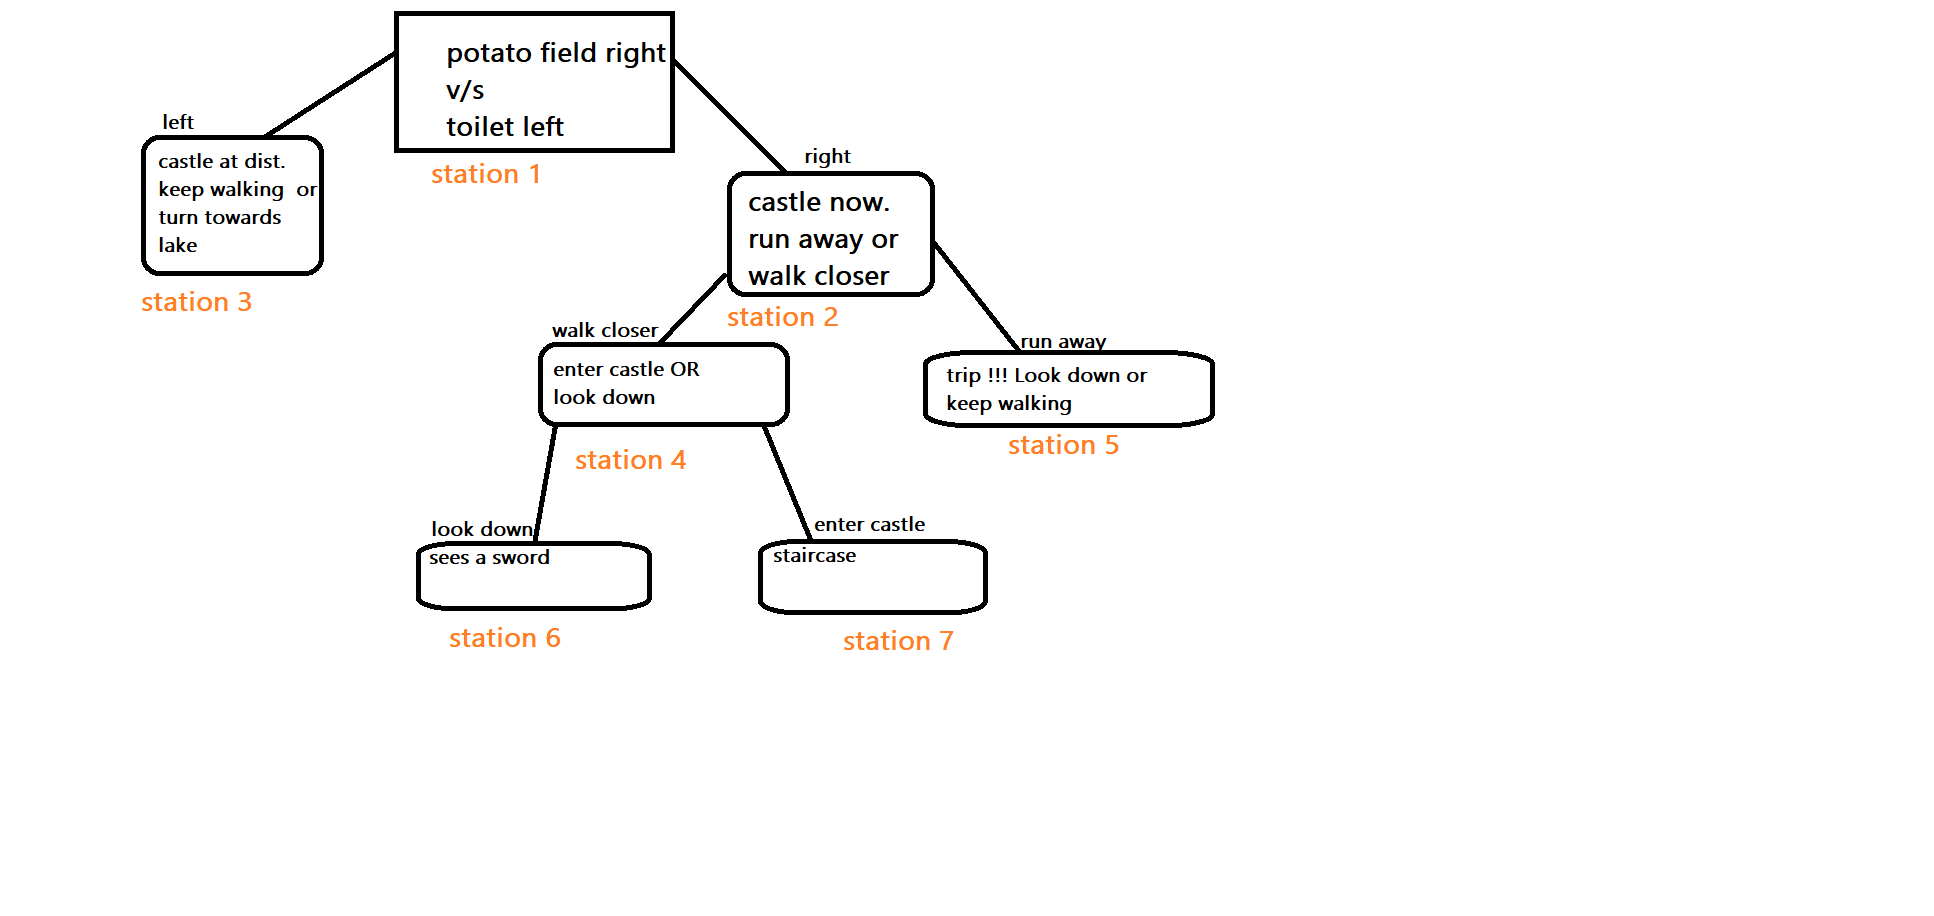 potato field right
v/s
toilet left
station 1
left
castle at dist.
keep walking  or
turn towards
lake
station 3
right
castle now.
run away or
walk closer
station 2
walk closer
enter castle OR
look down
station 4
run away
trip !!! Look down or
keep walking
station 5
look down
sees a sword
station 6
enter castle
staircase
station 7